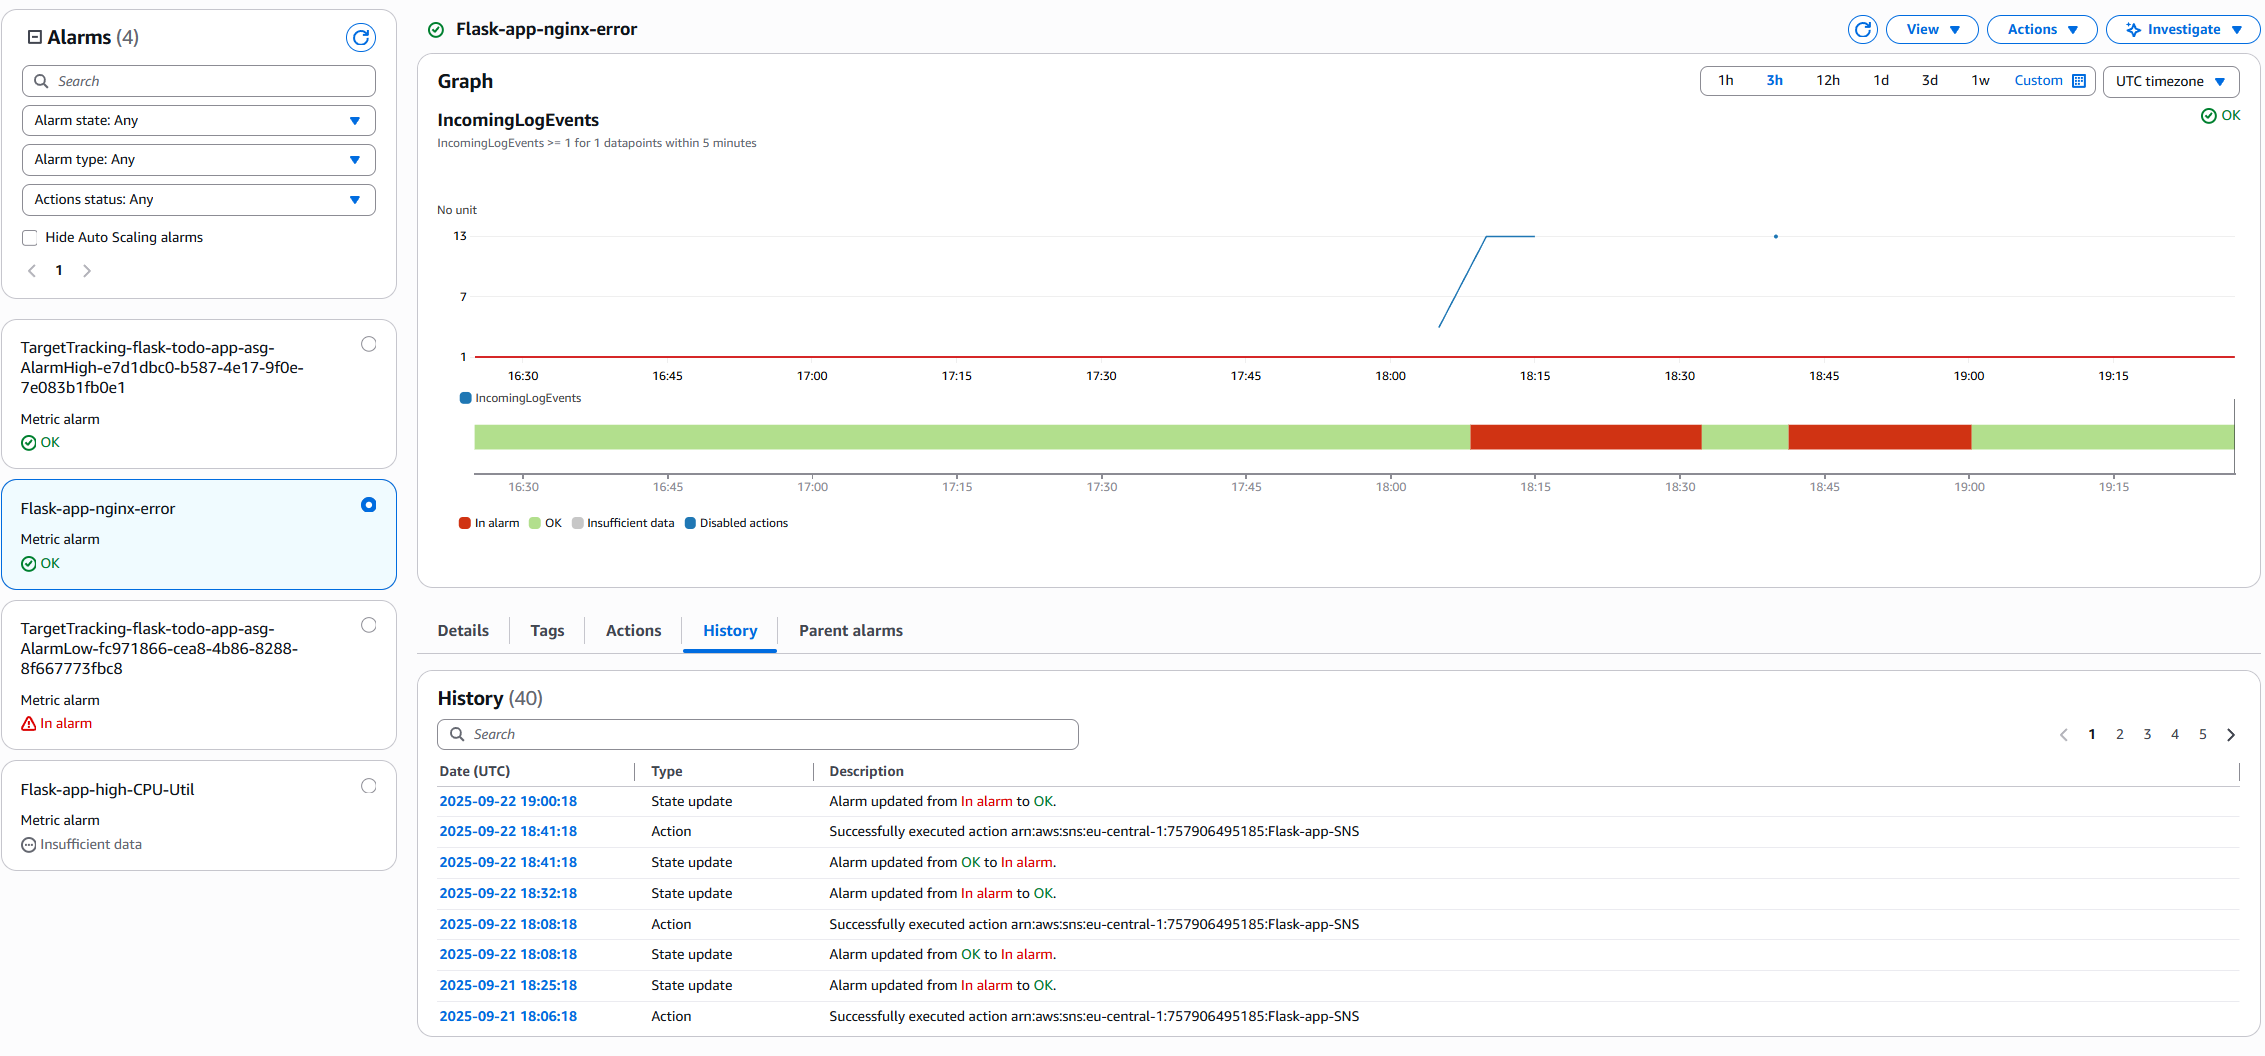 Alarms (4)
Search
Alarm state: Any
Alarm type: Any
Actions status: Any
Hide Auto Scaling alarms
1
TargetTracking-flask-todo-app-asg-
AlarmHigh-e7d1dbc0-b587-4e17-9f0e-
7e083b1fb0e1
Metric alarm
OK
Flask-app-nginx-error
Metric alarm
OK
TargetTracking-flask-todo-app-asg-
AlarmLow-fc971866-cea8-4b86-8288-
8f667773fbc8
Metric alarm
In alarm
Flask-app-high-CPU-Util
Metric alarm
Insufficient data
Flask-app-nginx-error
View Actions Investigate
Graph
1h 3h 12h 1d 3d 1w Custom UTC timezone
IncomingLogEvents
OK
IncomingLogEvents >= 1 for 1 datapoints within 5 minutes
No unit
13
7
1
16:30 16:45 17:00 17:15 17:30 17:45 18:00 18:15 18:30 18:45 19:00 19:15
IncomingLogEvents
16:30 16:45 17:00 17:15 17:30 17:45 18:00 18:15 18:30 18:45 19:00 19:15
In alarm OK Insufficient data Disabled actions
Details Tags Actions History Parent alarms
History (40)
Search
1 2 3 4 5
Date (UTC) Type Description
2025-09-22 19:00:18 State update Alarm updated from In alarm to OK.
2025-09-22 18:41:18 Action Successfully executed action arn:aws:sns:eu-central-1:757906495185:Flask-app-SNS
2025-09-22 18:41:18 State update Alarm updated from OK to In alarm.
2025-09-22 18:32:18 State update Alarm updated from In alarm to OK.
2025-09-22 18:08:18 Action Successfully executed action arn:aws:sns:eu-central-1:757906495185:Flask-app-SNS
2025-09-22 18:08:18 State update Alarm updated from OK to In alarm.
2025-09-21 18:25:18 State update Alarm updated from In alarm to OK.
2025-09-21 18:06:18 Action Successfully executed action arn:aws:sns:eu-central-1:757906495185:Flask-app-SNS